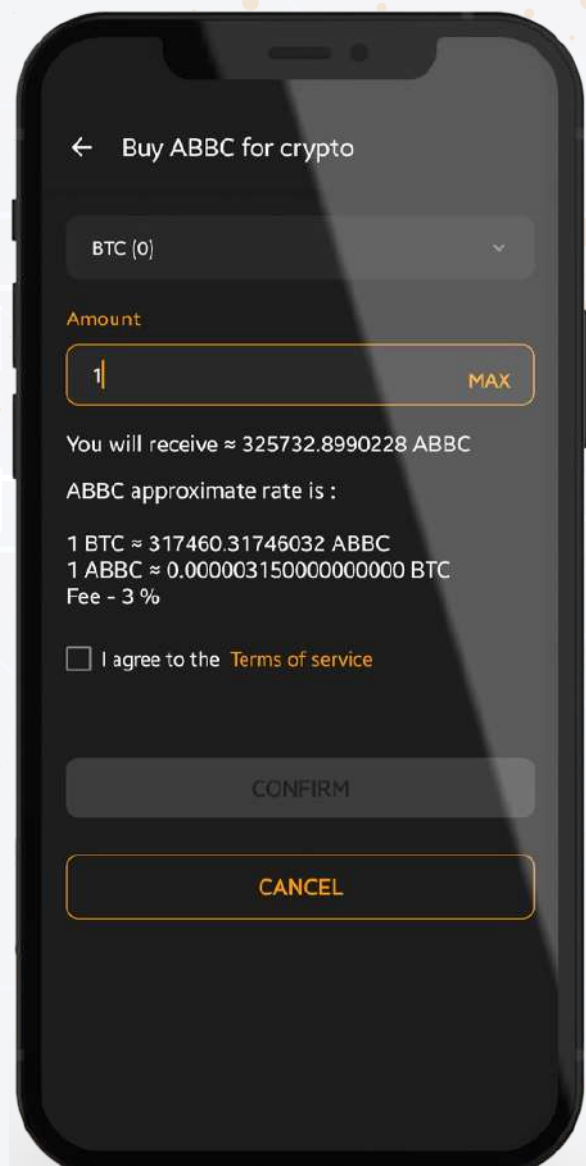 Buy ABBC for crypto
BTC (0)
Amount
1
MAX
You will receive ≈ 325732.8990228 ABBC
ABBC approximate rate is :
1 BTC ≈ 317460.31746032 ABBC
1 ABBC ≈ 0.000003150000000000 BTC
Fee - 3 %
I agree to the Terms of service
CONFIRM
CANCEL